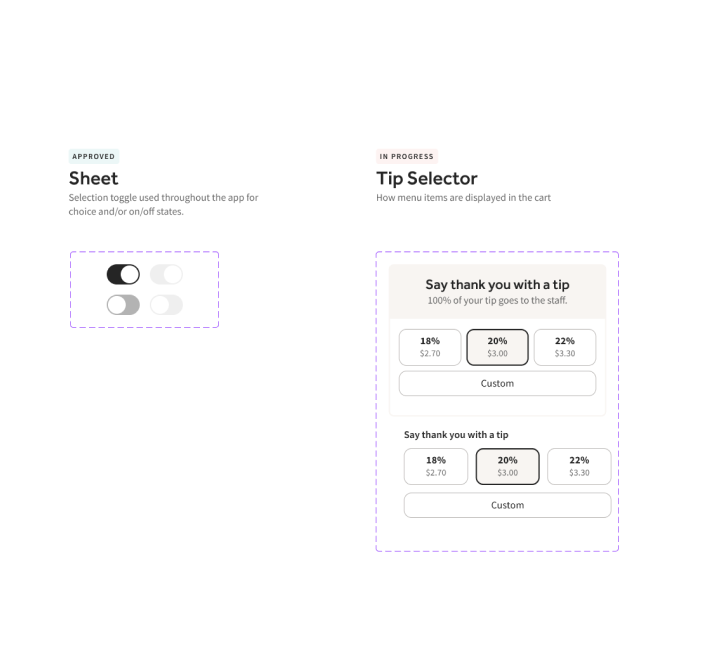 APPROVED
Sheet
Selection toggle used throughout the app for
choice and/or on/off states.
IN PROGRESS
Tip Selector
How menu items are displayed in the cart
Say thank you with a tip
100% of your tip goes to the staff.
18%
$2.70
20%
$3.00
22%
$3.30
Custom
Say thank you with a tip
18%
$2.70
20%
$3.00
22%
$3.30
Custom